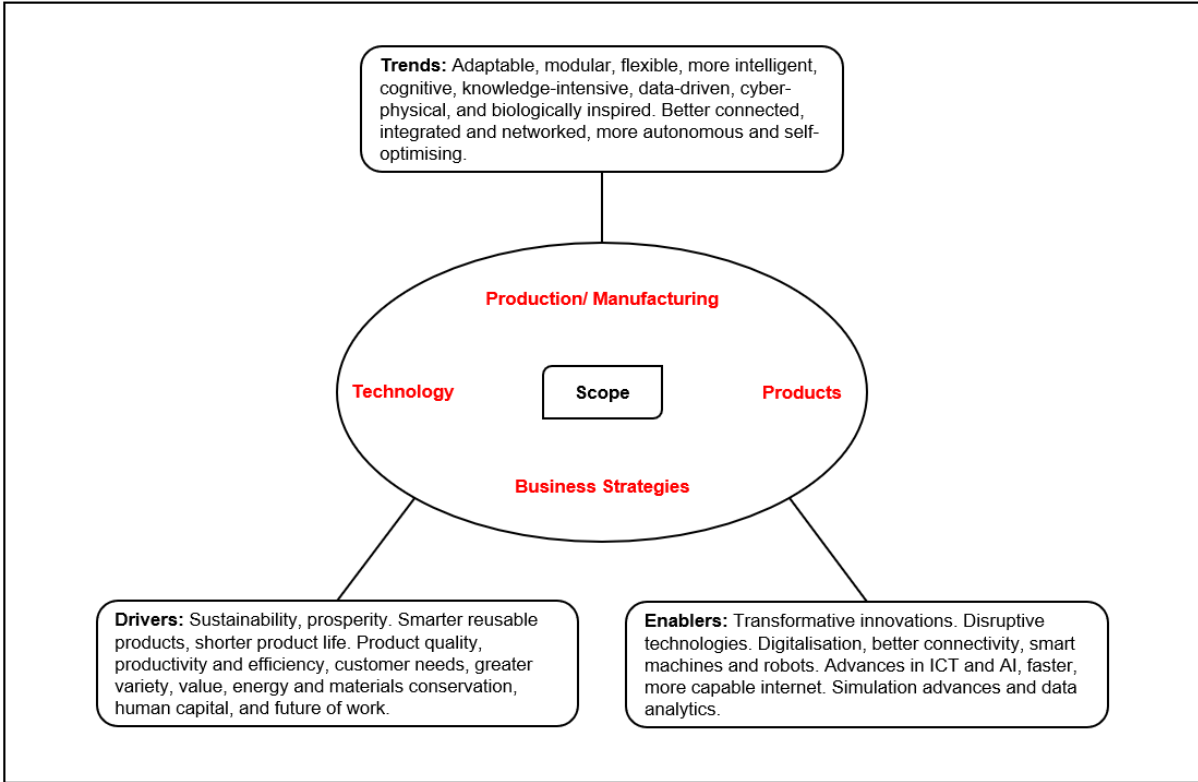 Trends: Adaptable, modular, flexible, more intelligent,
cognitive, knowledge-intensive, data-driven, cyber-
physical, and biologically inspired. Better connected,
integrated and networked, more autonomous and self-
optimising.
Production/ Manufacturing
Technology
Scope
Products
Business Strategies
Drivers: Sustainability, prosperity. Smarter reusable
products, shorter product life. Product quality,
productivity and efficiency, customer needs, greater
variety, value, energy and materials conservation,
human capital, and future of work.
Enablers: Transformative innovations. Disruptive
technologies. Digitalisation, better connectivity, smart
machines and robots. Advances in ICT and AI, faster,
more capable internet. Simulation advances and data
analytics.